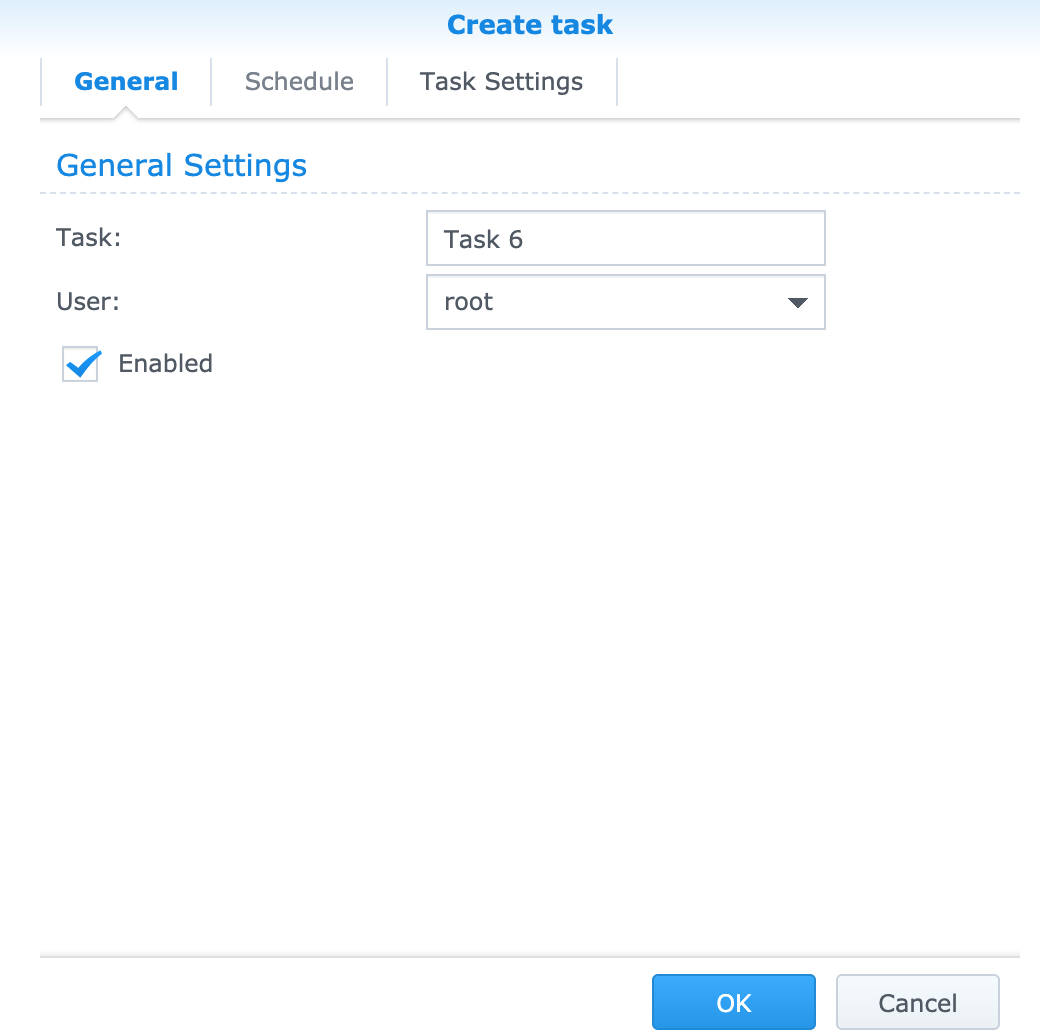 Create task
General Schedule Task Settings
General Settings
Task: Task 6
User: root
Enabled
OK Cancel